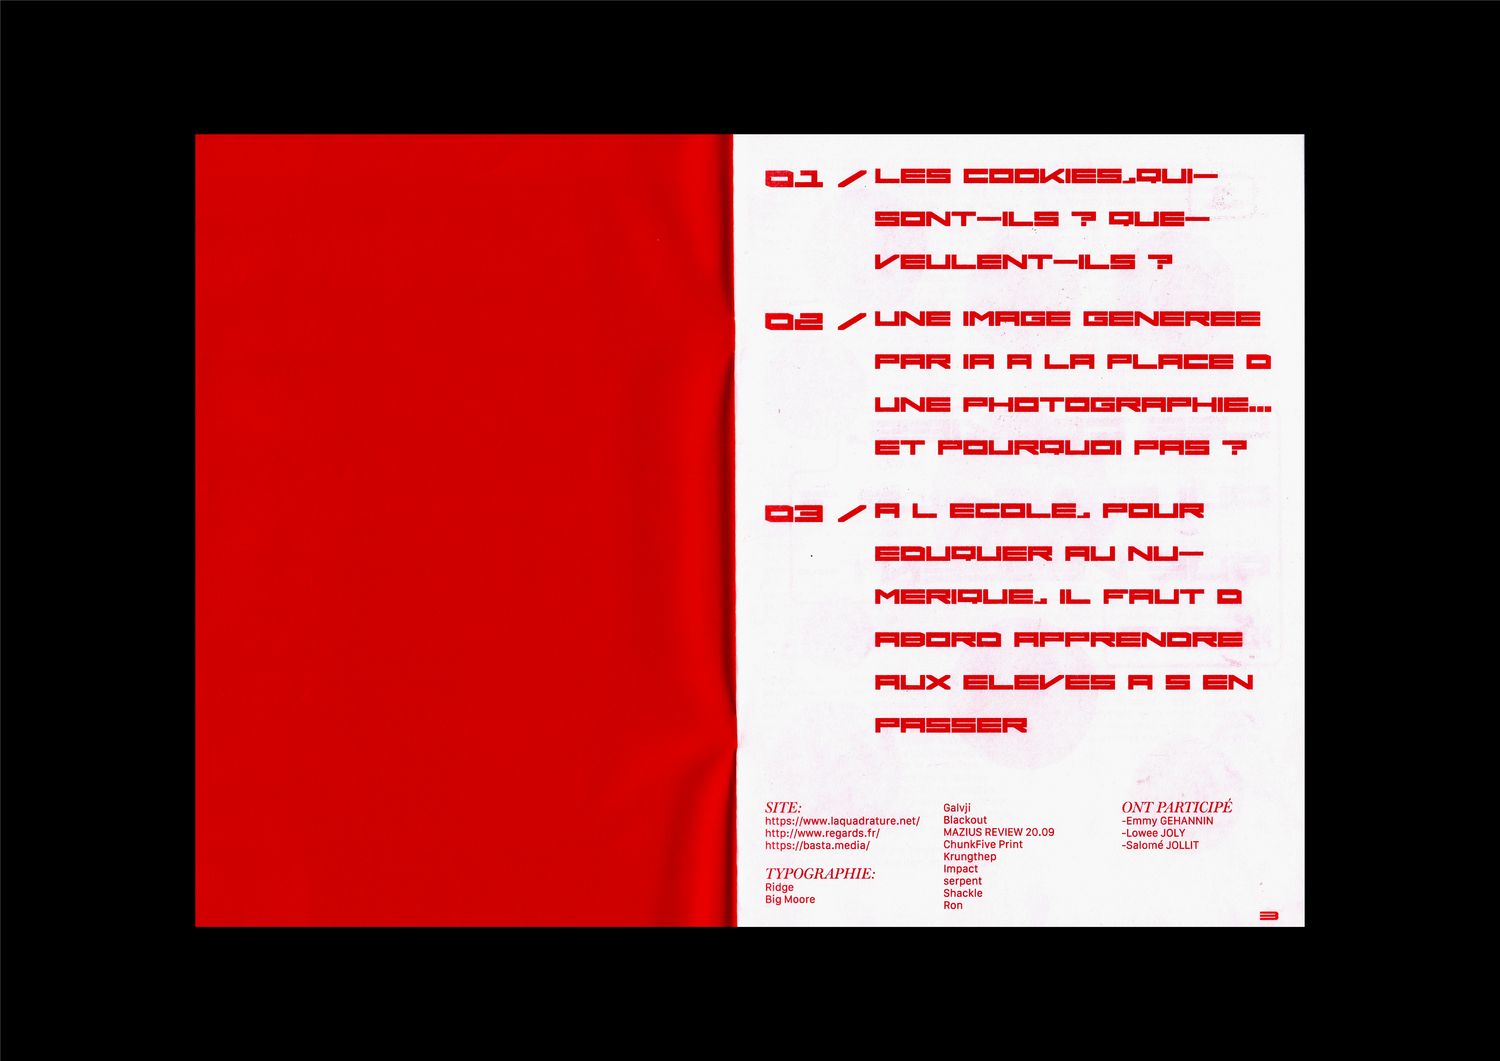 01 / LES COOKIES,QUI-
SONT-ILS ? QUE-
VEULENT-ILS ?
02 / UNE IMAGE GENEREE
PAR IA A LA PLACE D
UNE PHOTOGRAPHIE...
ET POURQUOI PAS ?
03 / A L ECOLE, POUR
EDUQUER AU NU-
MERIQUE, IL FAUT D
ABORD APPRENDRE
AUX ELEVES A S EN
PASSER
SITE:
https://www.laquadrature.net/
http://www.regards.fr/
https://basta.media/
TYPOGRAPHIE:
Ridge
Big Moore
Galvji
Blackout
MAZIUS REVIEW 20.09
ChunkFive Print
Krungthep
Impact
serpent
Shackle
Ron
ONT PARTICIPÉ
-Emmy GEHANNIN
-Lowee JOLY
-Salomé JOLLIT
3